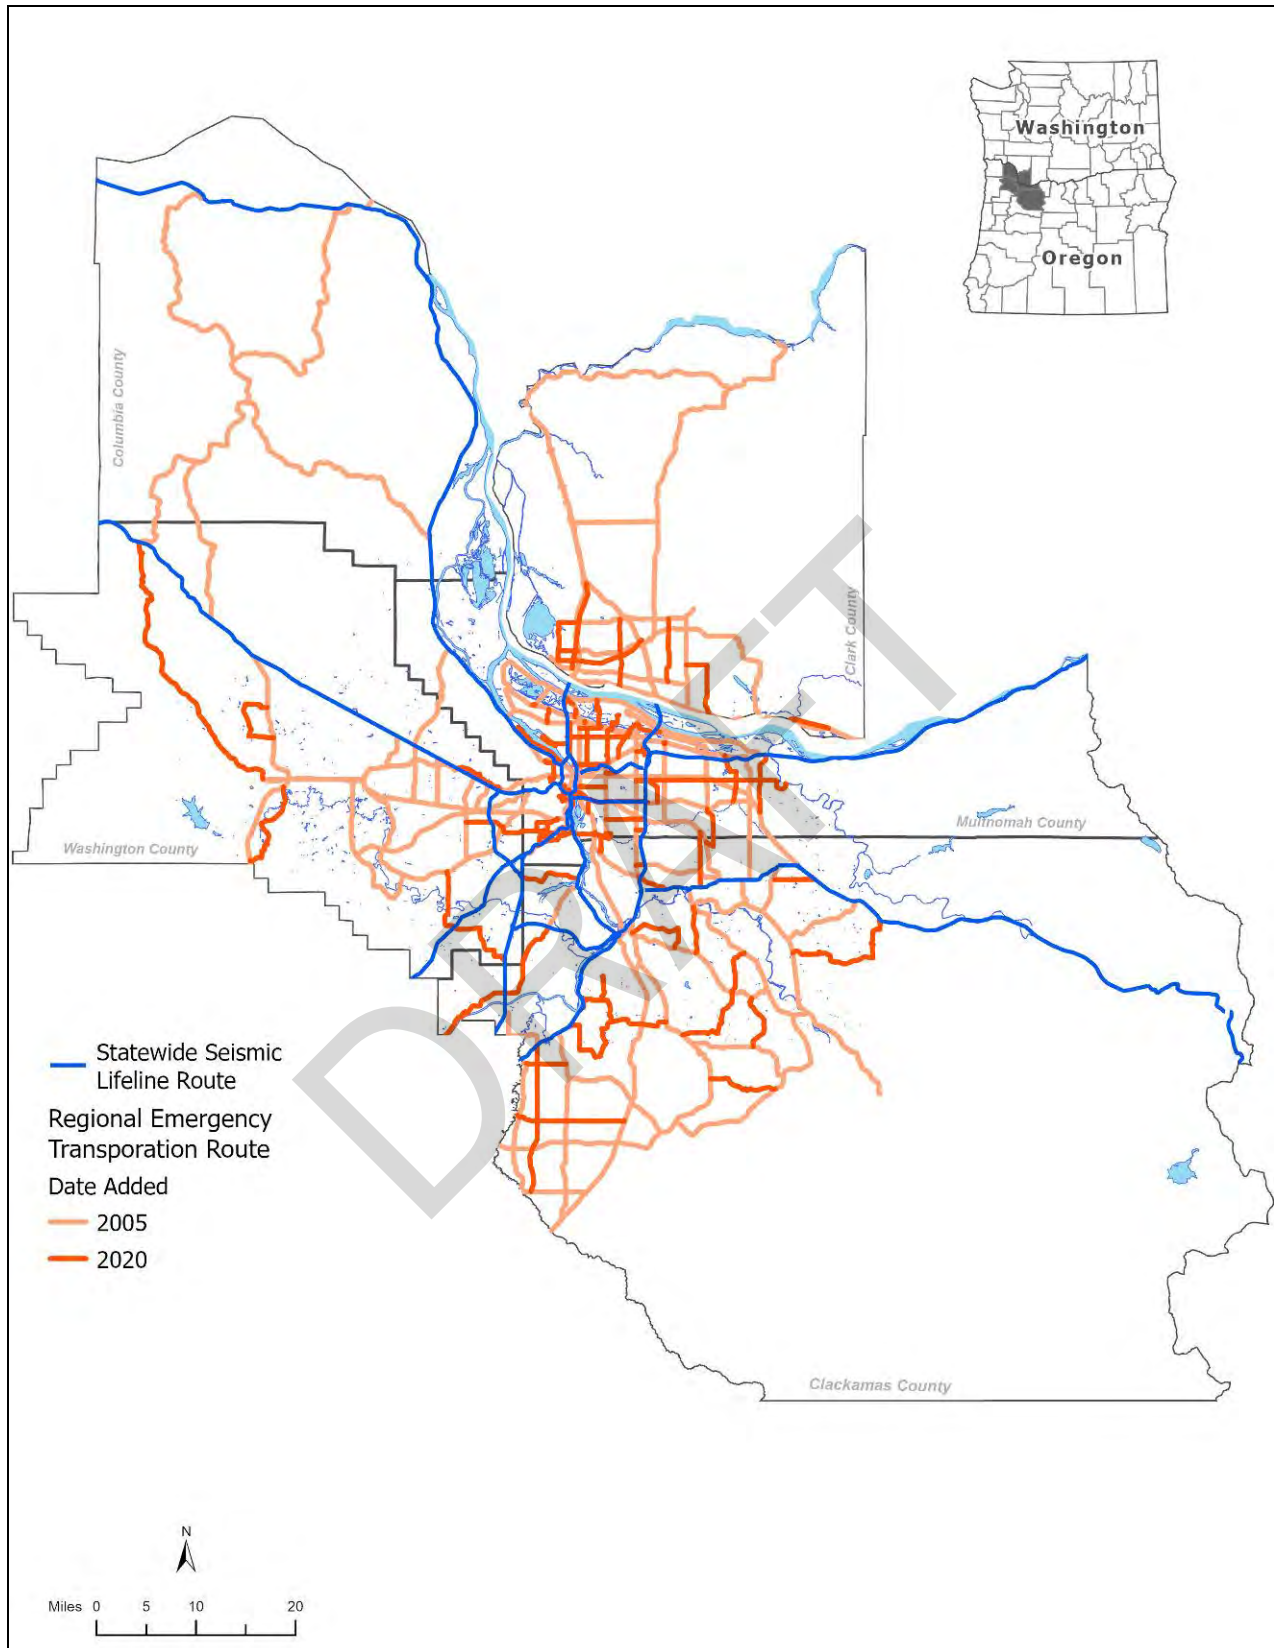 Washington
Oregon
Columbia County
Clark County
Multnomah County
Washington County
DRAFT
Statewide Seismic
Lifeline Route
Regional Emergency
Transporation Route
Date Added
2005
2020
Clackamas County
N
Miles 0 5 10 20